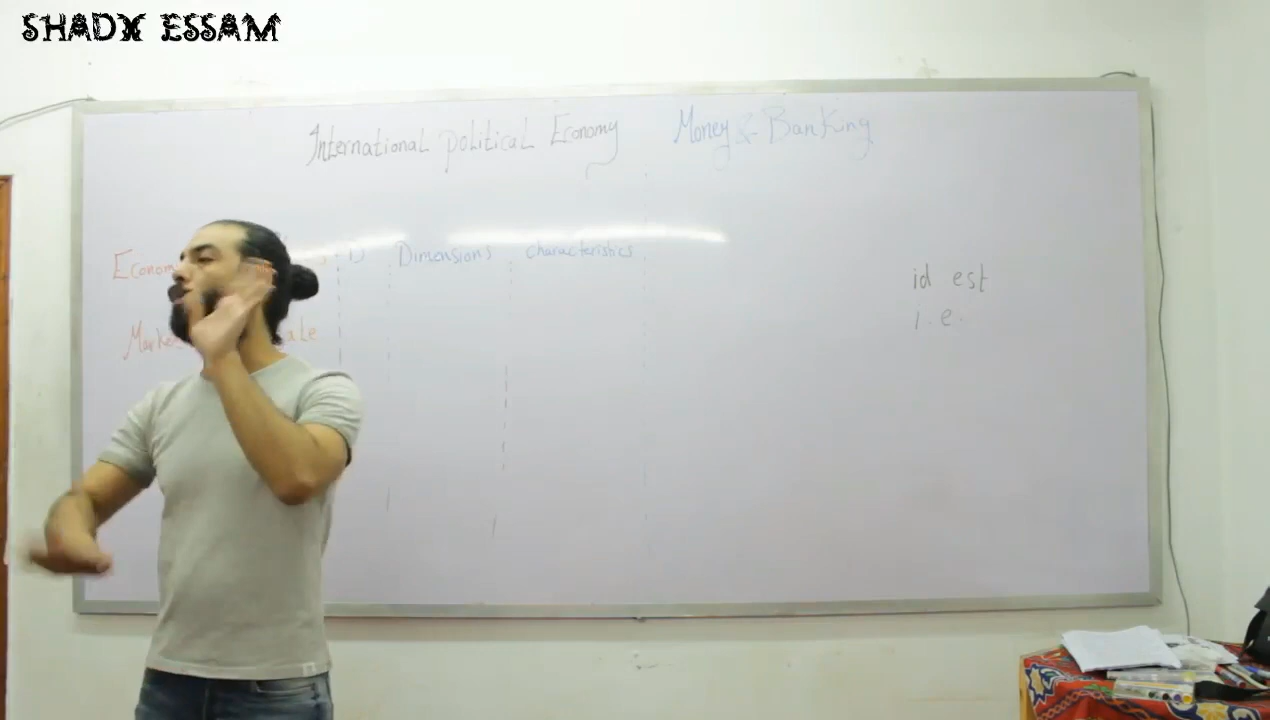 SHADY ESSAM
International political Economy
Money & Banking
Dimensions characteristics
id est
i.e.